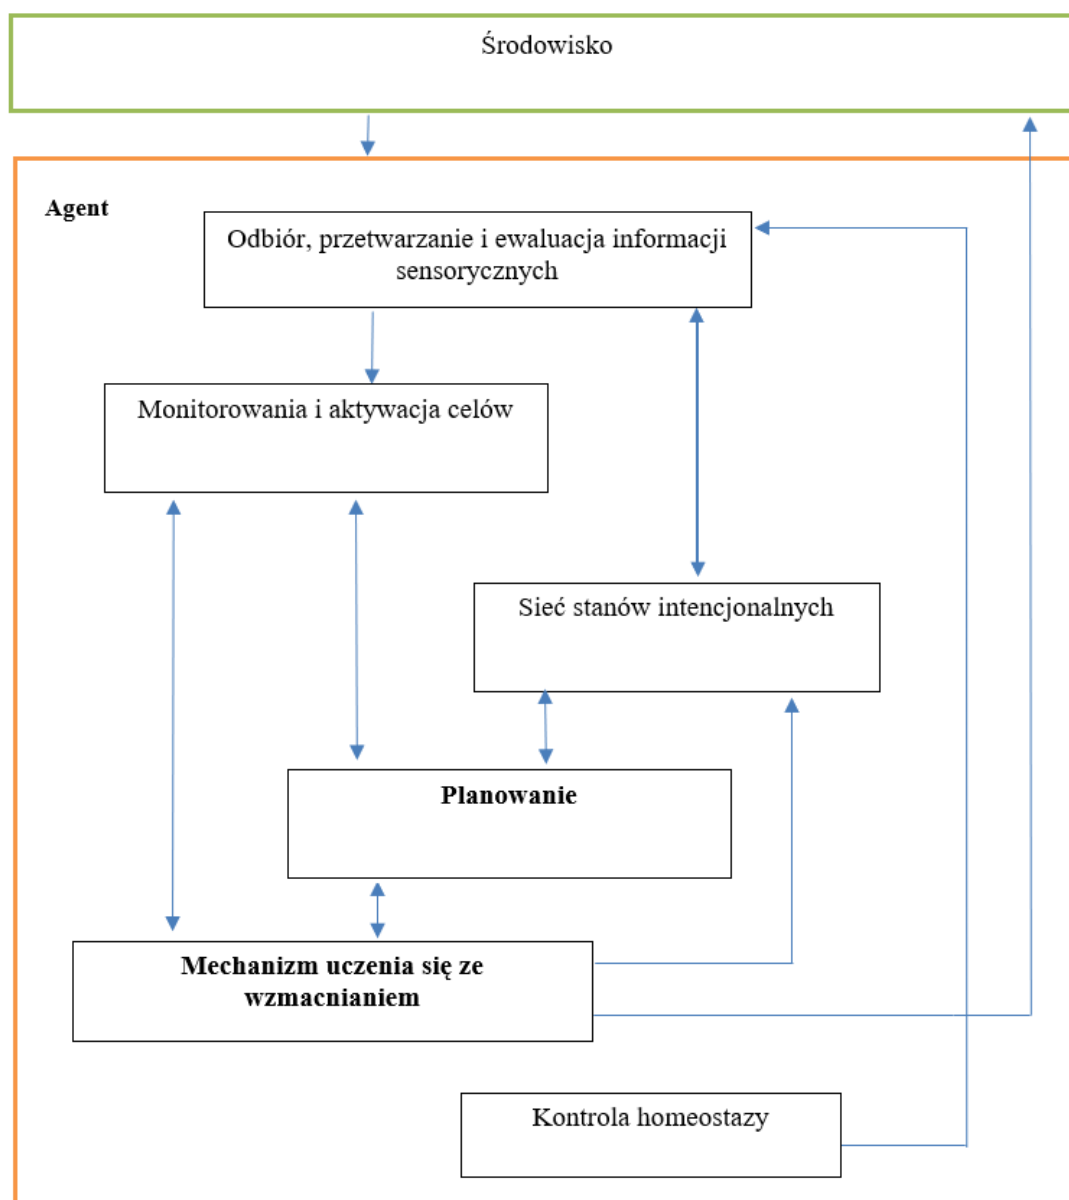 Środowisko
Agent
Odbiór, przetwarzanie i ewaluacja informacji
sensorycznych
Monitorowania i aktywacja celów
Sieć stanów intencjonalnych
Planowanie
Mechanizm uczenia się ze
wzmacnianiem
Kontrola homeostazy